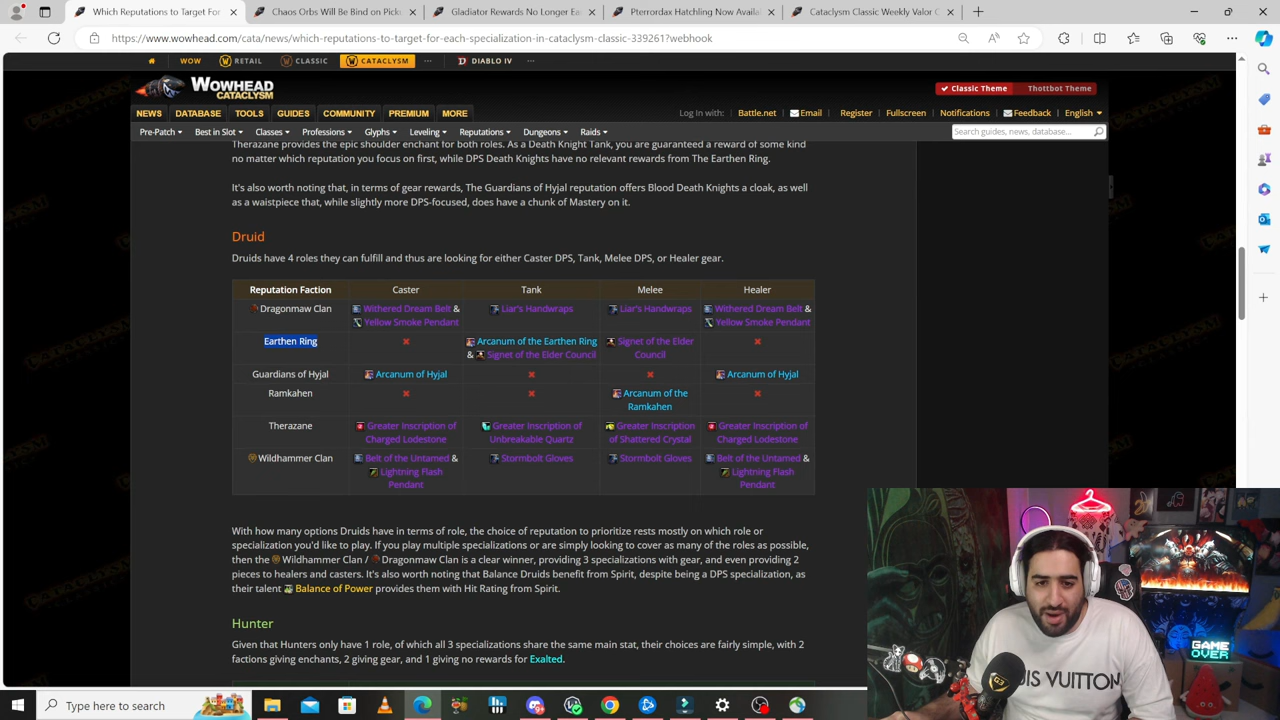 Which Reputations to Target For
Chaos Orbs Will Be Bind on Picku
Gladiator Rewards No Longer Ea
Pterrordax Hatchling Now Availa
Cataclysm Classic Weekly Valor C
https://www.wowhead.com/cata/news/which-reputations-to-target-for-each-specialization-in-cataclysm-classic-339261?webhook
WOW RETAIL CLASSIC CATACLYSM ··· DIABLO IV ···
WOWHEAD
CATACLYSM
Classic Theme Thottbot Theme
NEWS DATABASE TOOLS GUIDES COMMUNITY PREMIUM MORE
Log In with: Battle.net Email Register Fullscreen Notifications Feedback English
Pre-Patch Best in Slot Classes Professions Glyphs Leveling Reputations Dungeons Raids
Search guides, news, database...
Therazane provides the epic shoulder enchant for both roles. As a Death Knight Tank, you are guaranteed a reward of some kind
no matter which reputation you focus on first, while DPS Death Knights have no relevant rewards from The Earthen Ring.
It's also worth noting that, in terms of gear rewards, The Guardians of Hyjal reputation offers Blood Death Knights a cloak, as well
as a waistpiece that, while slightly more DPS-focused, does have a chunk of Mastery on it.
Druid
Druids have 4 roles they can fulfill and thus are looking for either Caster DPS, Tank, Melee DPS, or Healer gear.
Reputation Faction Caster Tank Melee Healer
Dragonmaw Clan Withered Dream Belt & Liar's Handwraps Liar's Handwraps Withered Dream Belt &
Yellow Smoke Pendant Yellow Smoke Pendant
Earthen Ring Arcanum of the Earthen Ring Signet of the Elder
& Signet of the Elder Council Council
Guardians of Hyjal Arcanum of Hyjal Arcanum of Hyjal
Ramkahen Arcanum of the
Ramkahen
Therazane Greater Inscription of Greater Inscription of Greater Inscription Greater Inscription of
Charged Lodestone Unbreakable Quartz of Shattered Crystal Charged Lodestone
Wildhammer Clan Belt of the Untamed & Stormbolt Gloves Stormbolt Gloves Belt of the Untamed &
Lightning Flash Lightning Flash
Pendant Pendant
With how many options Druids have in terms of role, the choice of reputation to prioritize rests mostly on which role or
specialization you'd like to play. If you play multiple specializations or are simply looking to cover as many of the roles as possible,
then the Wildhammer Clan / Dragonmaw Clan is a clear winner, providing 3 specializations with gear, and even providing 2
pieces to healers and casters. It's also worth noting that Balance Druids benefit from Spirit, despite being a DPS specialization, as
their talent Balance of Power provides them with Hit Rating from Spirit.
Hunter
Given that Hunters only have 1 role, of which all 3 specializations share the same main stat, their choices are fairly simple, with 2
factions giving enchants, 2 giving gear, and 1 giving no rewards for Exalted.
GAME
OVER
G3
UIS VUITTON
Type here to search